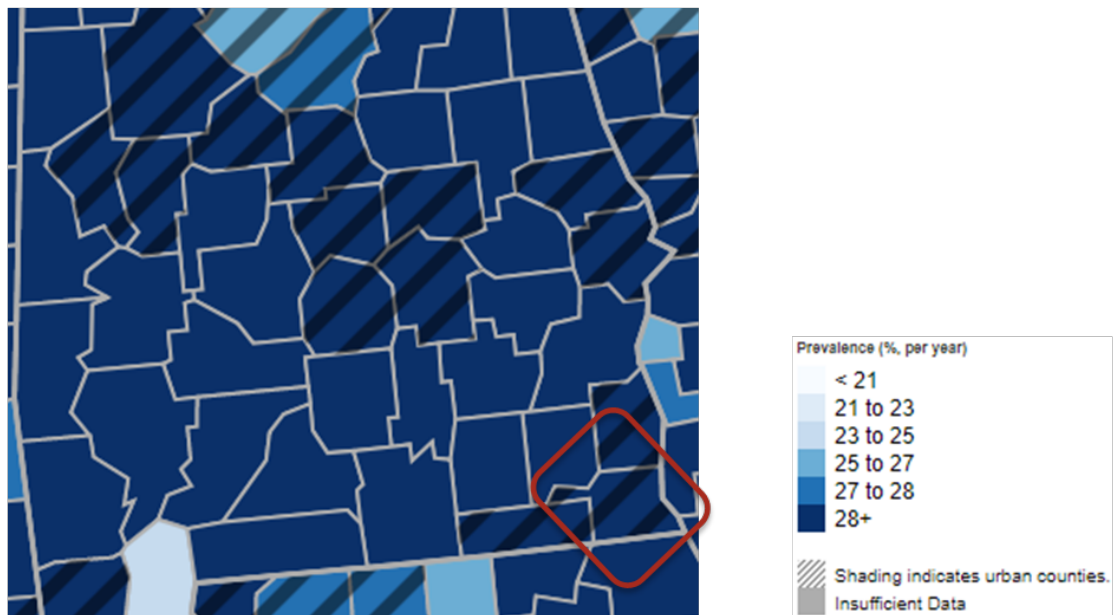 Prevalence (%, per year)
< 21
21 to 23
23 to 25
25 to 27
27 to 28
28+
Shading indicates urban counties.
Insufficient Data